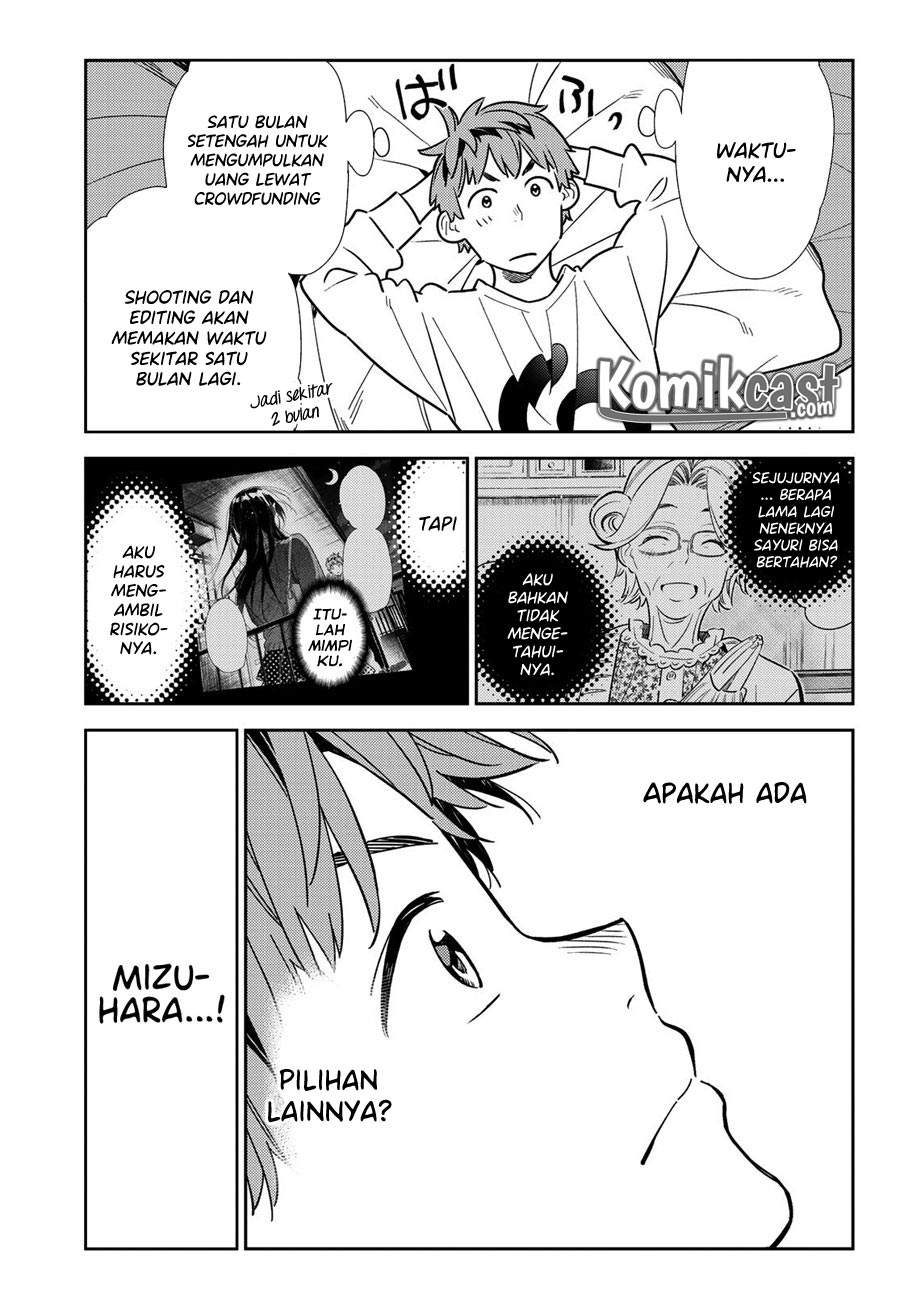 WAKTU-
NYA...
ばふ
SATU BULAN
SETENGAH UNTUK
MENGUMPULKAN
UANG LEWAT
CROWDFUNDING
SHOOTING DAN
EDITING AKAN
MEMAKAN WAKTU
SEKITAR SATU
BULAN LAGI.
Jadi sekitar
2 bulan
Komikcast
.com
SEJUJURNYA
... BERAPA
LAMA LAGI
NENEKNYA
SAYURI BISA
BERTAHAN?
AKU
BAHKAN
TIDAK
MENGE-
TAHUI-
NYA.
TAPI
ITU-
LAH
MIMPI
KU.
AKU
HARUS
MENG-
AMBIL
RISIKO-
NYA.
APAKAH ADA
PILIHAN
LAINNYA?
MIZU-
HARA...!